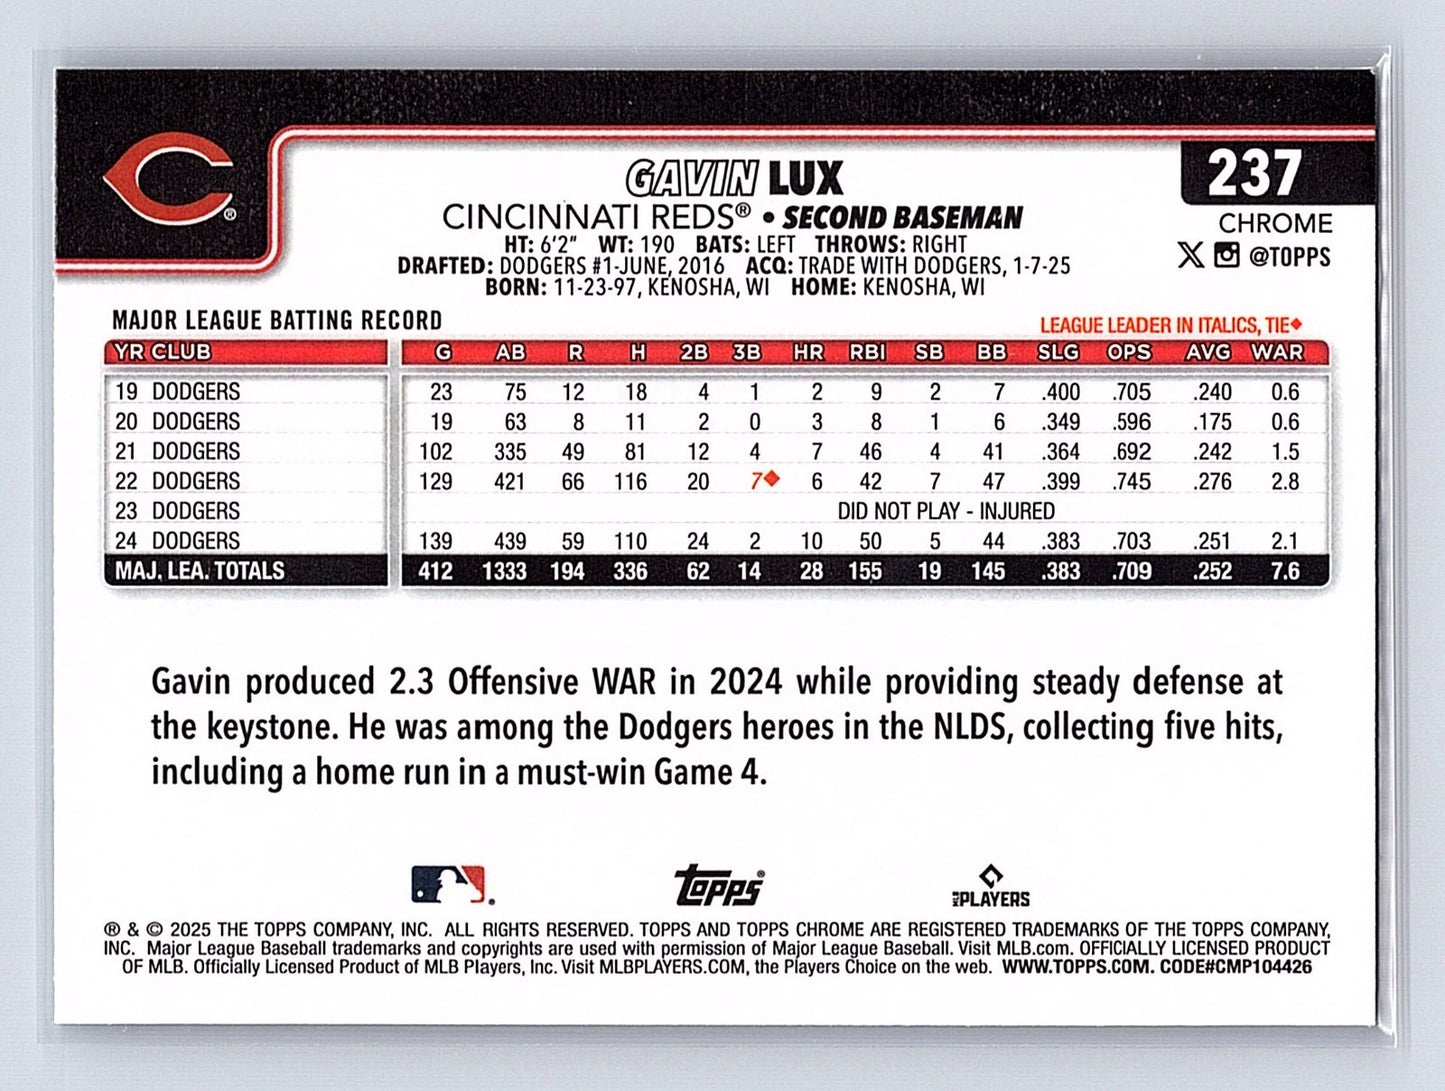 GAVIN LUX
237
CINCINNATI REDS® • SECOND BASEMAN
CHROME
HT: 6'2" WT: 190 BATS: LEFT THROWS: RIGHT
@TOPPS
DRAFTED: DODGERS #1-JUNE, 2016 ACQ: TRADE WITH DODGERS, 1-7-25
BORN: 11-23-97, KENOSHA, WI HOME: KENOSHA, WI
MAJOR LEAGUE BATTING RECORD
LEAGUE LEADER IN ITALICS, TIE◆
YR CLUB G AB R H 2B 3B HR RBI SB BB SLG OPS AVG WAR
19 DODGERS 23 75 12 18 4 1 2 9 2 7 .400 .705 .240 0.6
20 DODGERS 19 63 8 11 2 0 3 8 1 6 .349 .596 .175 0.6
21 DODGERS 102 335 49 81 12 4 7 46 4 41 .364 .692 .242 1.5
22 DODGERS 129 421 66 116 20 7◆ 6 42 7 47 .399 .745 .276 2.8
23 DODGERS DID NOT PLAY - INJURED
24 DODGERS 139 439 59 110 24 2 10 50 5 44 .383 .703 .251 2.1
MAJ. LEA. TOTALS 412 1333 194 336 62 14 28 155 19 145 .383 .709 .252 7.6
Gavin produced 2.3 Offensive WAR in 2024 while providing steady defense at
the keystone. He was among the Dodgers heroes in the NLDS, collecting five hits,
including a home run in a must-win Game 4.
Topps®
PLAYERS
® & © 2025 THE TOPPS COMPANY, INC. ALL RIGHTS RESERVED. TOPPS AND TOPPS CHROME ARE REGISTERED TRADEMARKS OF THE TOPPS COMPANY,
INC. Major League Baseball trademarks and copyrights are used with permission of Major League Baseball. Visit MLB.com. OFFICIALLY LICENSED PRODUCT
OF MLB. Officially Licensed Product of MLB Players, Inc. Visit MLBPLAYERS.COM, the Players Choice on the web. WWW.TOPPS.COM. CODE#CMP104426